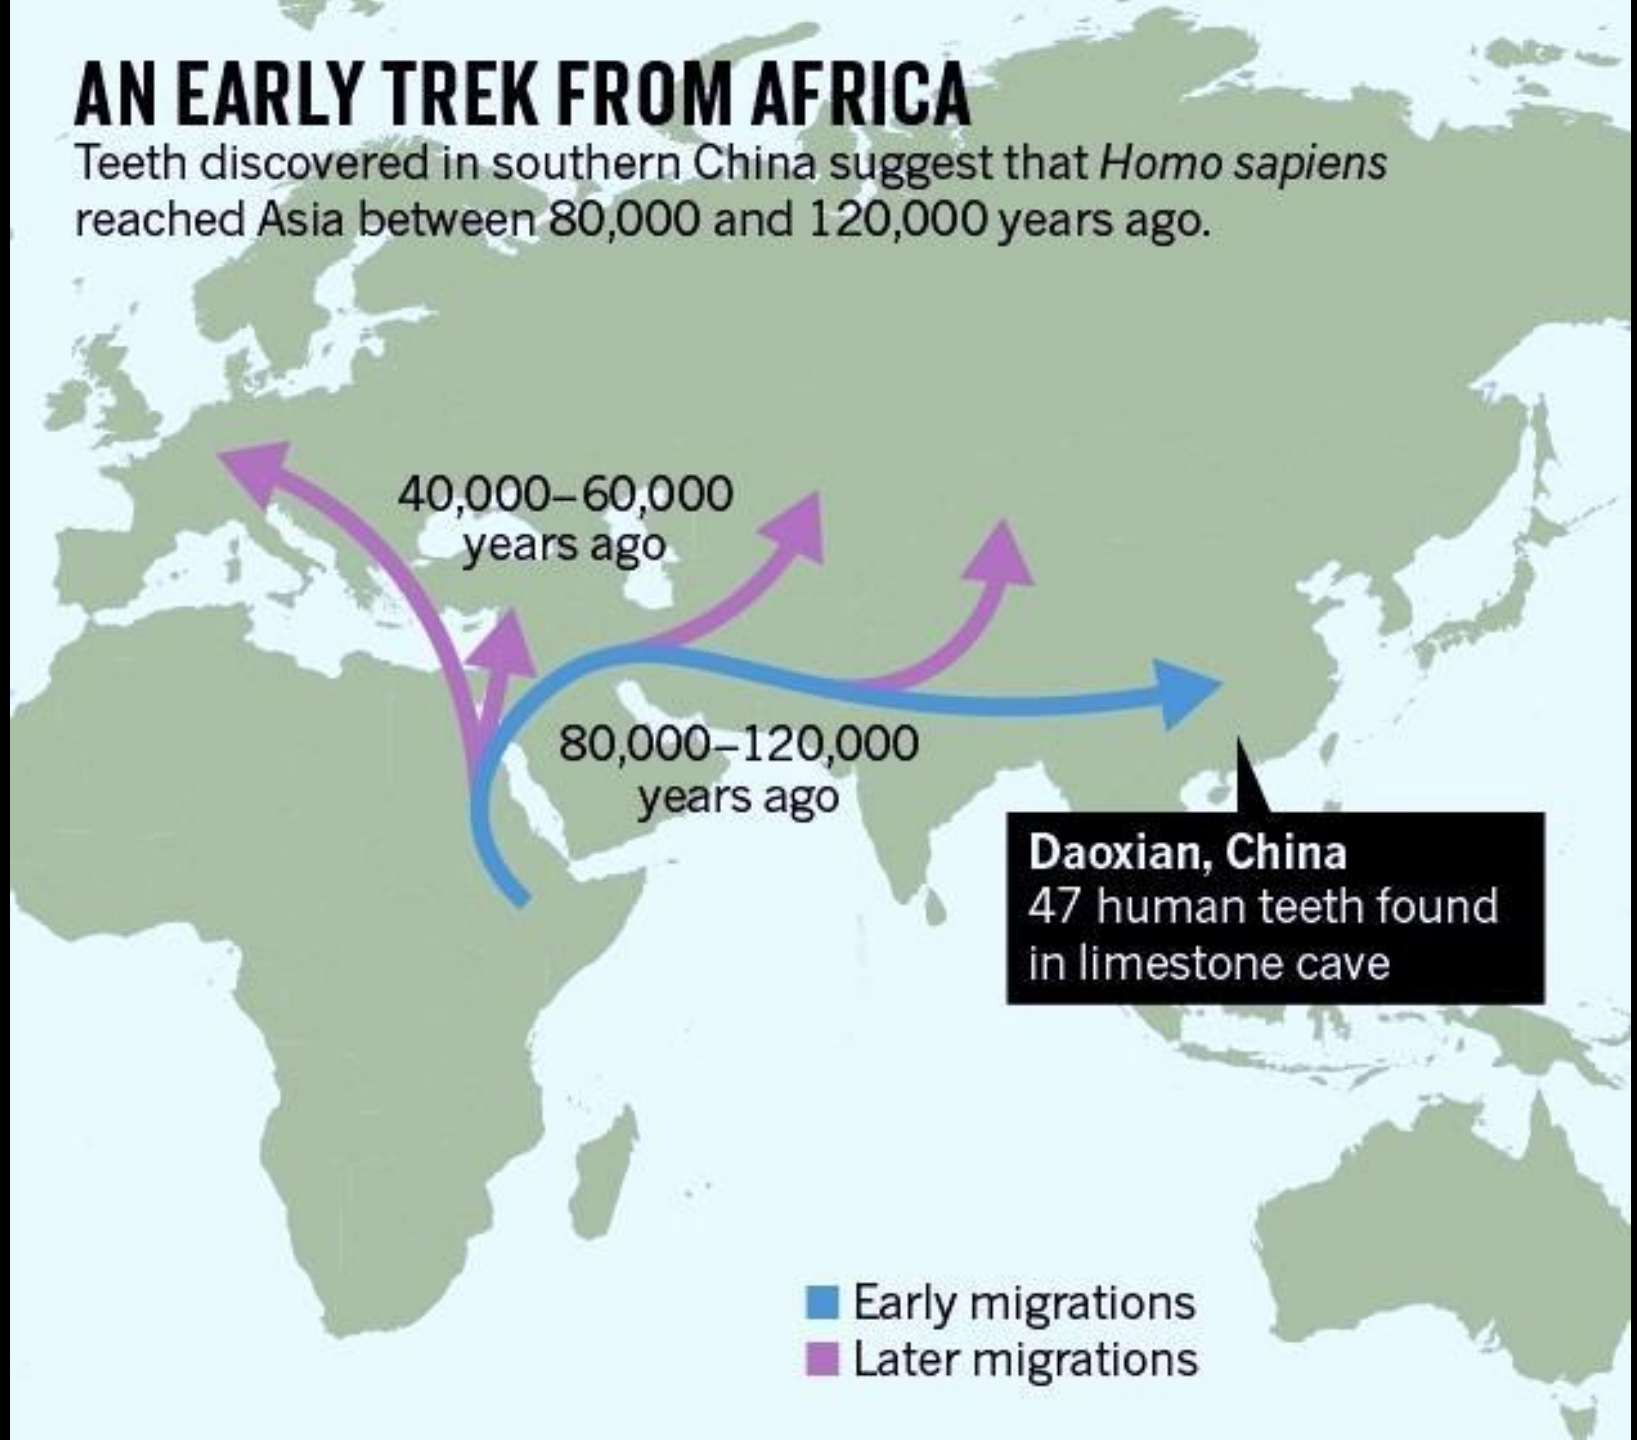 AN EARLY TREK FROM AFRICA
Teeth discovered in southern China suggest that Homo sapiens
reached Asia between 80,000 and 120,000 years ago.
40,000–60,000
years ago
80,000–120,000
years ago
Daoxian, China
47 human teeth found
in limestone cave
Early migrations
Later migrations